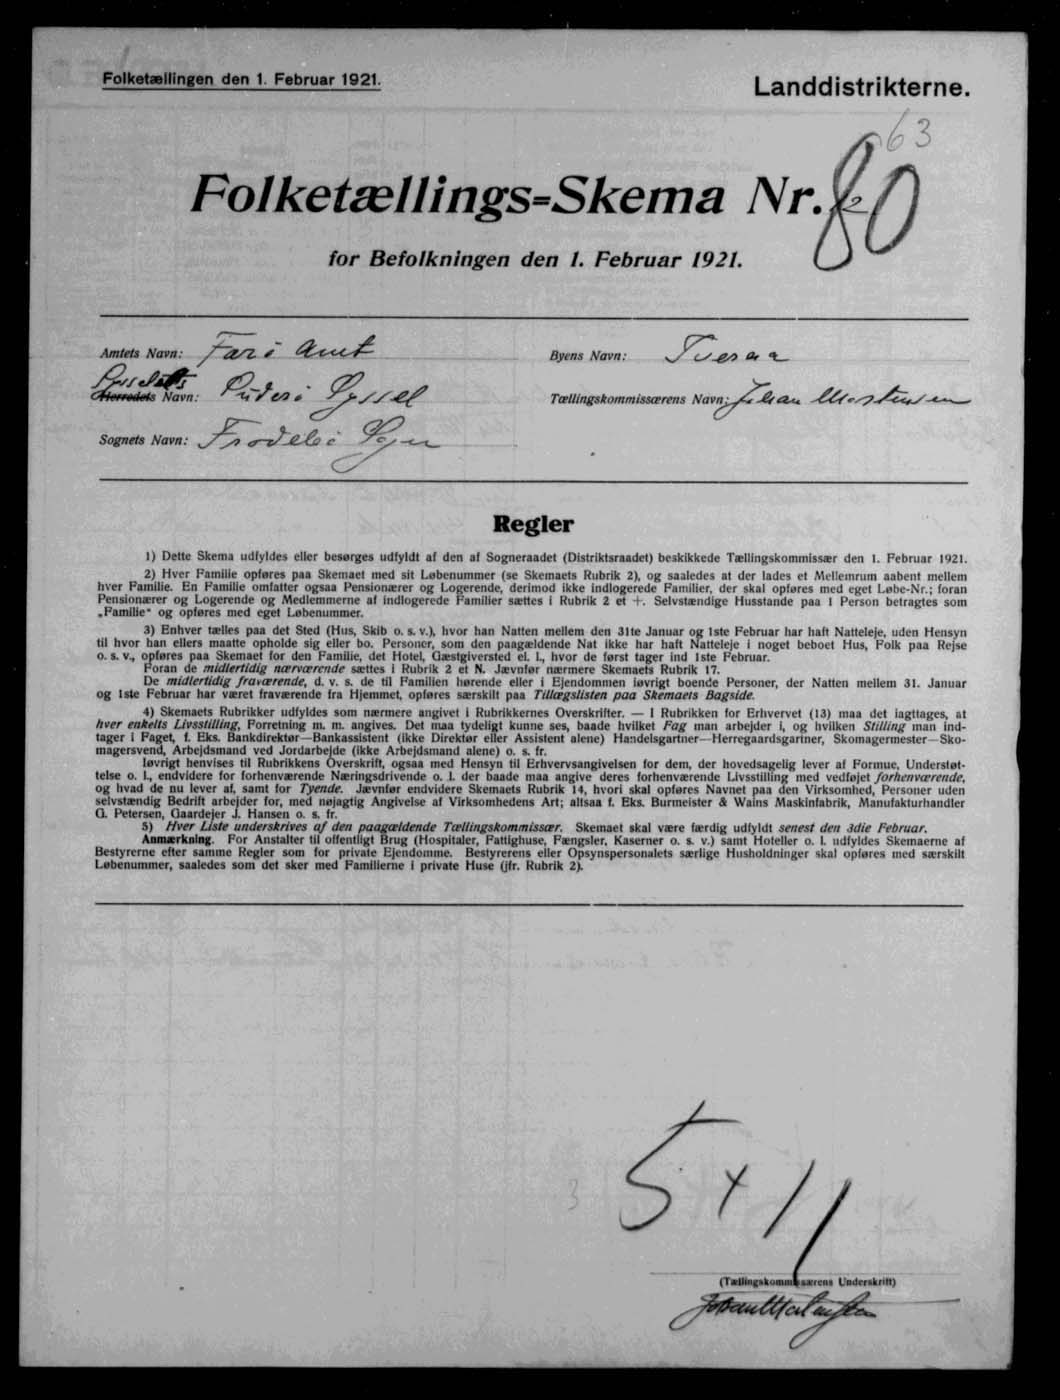 Folketællingen den 1. Februar 1921.
Landdistrikterne.
63
Folketællings=Skema Nr. 80
for Befolkningen den 1. Februar 1921.
Amtets Navn: Færø Amt
Byens Navn: Tveraa
Sysselets
Herredets Navn: Suderø Syssel
Tællingskommissærens Navn: Johan Mortensen
Sognets Navn: Frodebø Sogn
Regler
1) Dette Skema udfyldes eller besørges udfyldt af den af Sogneraadet (Distriktsraadet) beskikkede Tællingskommissær den 1. Februar 1921.
2) Hver Familie opføres paa Skemaet med sit Løbenummer (se Skemaets Rubrik 2), og saaledes at der lades et Mellemrum aabent mellem
hver Familie. En Familie omfatter ogsaa Pensionærer og Logerende, derimod ikke indlogerede Familier, der skal opføres med eget Løbe-Nr.; foran
Pensionærer og Logerende og Medlemmerne af indlogerede Familier sættes i Rubrik 2 et +. Selvstændige Husstande paa 1 Person betragtes som
„Familie“ og opføres med eget Løbenummer.
3) Enhver tælles paa det Sted (Hus, Skib o. s. v.), hvor han Natten mellem den 31te Januar og 1ste Februar har haft Natteleje, uden Hensyn
til hvor han ellers maatte opholde sig eller bo. Personer, som den paagældende Nat ikke har haft Natteleje i noget beboet Hus, Folk paa Rejse
o. s. v., opføres paa Skemaet for den Familie, det Hotel, Gæstgiversted el. l., hvor de først tager ind 1ste Februar.
Foran de midlertidig nærværende sættes i Rubrik 2 et N. Jævnfør nærmere Skemaets Rubrik 17.
De midlertidig fraværende, d. v. s. de til Familien hørende eller i Ejendommen iøvrigt boende Personer, der Natten mellem 31. Januar
og 1ste Februar har været fraværende fra Hjemmet, opføres særskilt paa Tillægslisten paa Skemaets Bagside.
4) Skemaets Rubrikker udfyldes som nærmere angivet i Rubrikkernes Overskrifter. — I Rubrikken for Erhvervet (13) maa det iagttages, at
hver enkelts Livsstilling, Forretning m. m. angives. Det maa tydeligt kunne ses, baade hvilket Fag man arbejder i, og hvilken Stilling man ind-
tager i Faget, f. Eks. Bankdirektør—Bankassistent (ikke Direktør eller Assistent alene) Handelsgartner—Herregaardsgartner, Skomagermester—Sko-
magersvend, Arbejdsmand ved Jordarbejde (ikke Arbejdsmand alene) o. s. fr.
Iøvrigt henvises til Rubrikkens Overskrift, ogsaa med Hensyn til Erhvervsangivelsen for dem, der hovedsagelig lever af Formue, Understøt-
telse o. l., endvidere for forhenværende Næringsdrivende o. l. der baade maa angive deres forhenværende Livsstilling med vedføjet forhenværende,
og hvad de nu lever af, samt for Tyende. Jævnfør endvidere Skemaets Rubrik 14, hvori skal opføres Navnet paa den Virksomhed, Personer uden
selvstændig Bedrift arbejder for, med nøjagtig Angivelse af Virksomhedens Art; altsaa f. Eks. Burmeister & Wains Maskinfabrik, Manufakturhandler
G. Petersen, Gaardejer J. Hansen o. s. fr.
5) Hver Liste underskrives af den paagældende Tællingskommissær. Skemaet skal være færdig udfyldt senest den 3die Februar.
Anmærkning. For Anstalter til offentligt Brug (Hospitaler, Fattighuse, Fængsler, Kaserner o. s. v.) samt Hoteller o. l. udfyldes Skemaerne af
Bestyrerne efter samme Regler som for private Ejendomme. Bestyrerens eller Opsynspersonalets særlige Husholdninger skal opføres med særskilt
Løbenummer, saaledes som det sker med Familierne i private Huse (jfr. Rubrik 2).
3
5 + 11
(Tællingskommissærens Underskrift)
Johan Mortensen